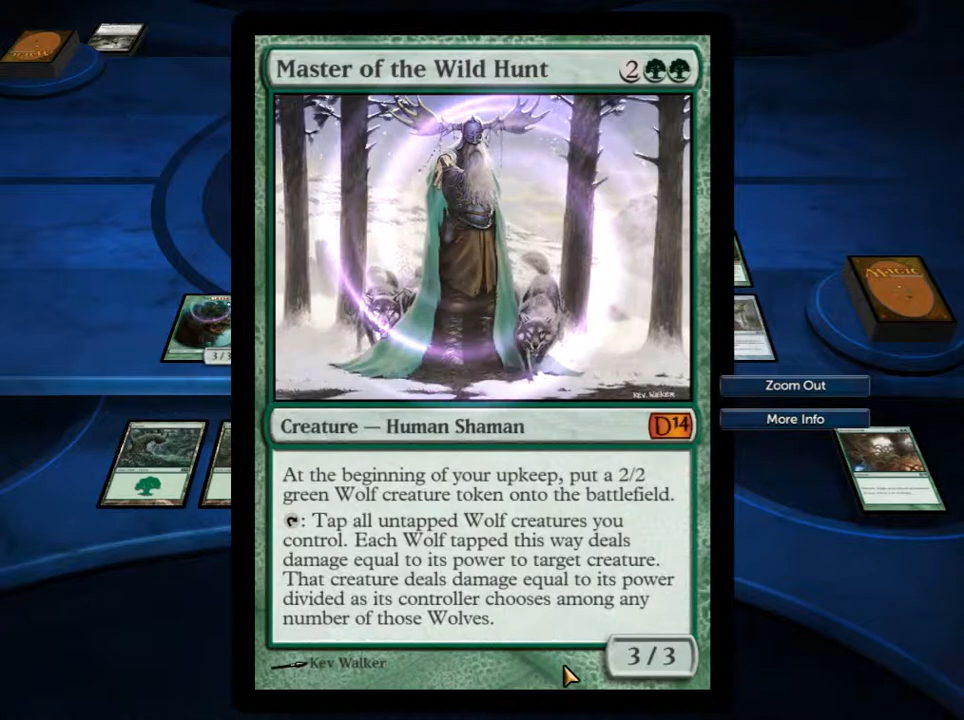 Master of the Wild Hunt
2
KEV WALKER
Creature — Human Shaman
D14
At the beginning of your upkeep, put a 2/2
green Wolf creature token onto the battlefield.
: Tap all untapped Wolf creatures you
control. Each Wolf tapped this way deals
damage equal to its power to target creature.
That creature deals damage equal to its power
divided as its controller chooses among any
number of those Wolves.
Kev Walker
3 / 3
3/3
MAGIC
Zoom Out
More Info